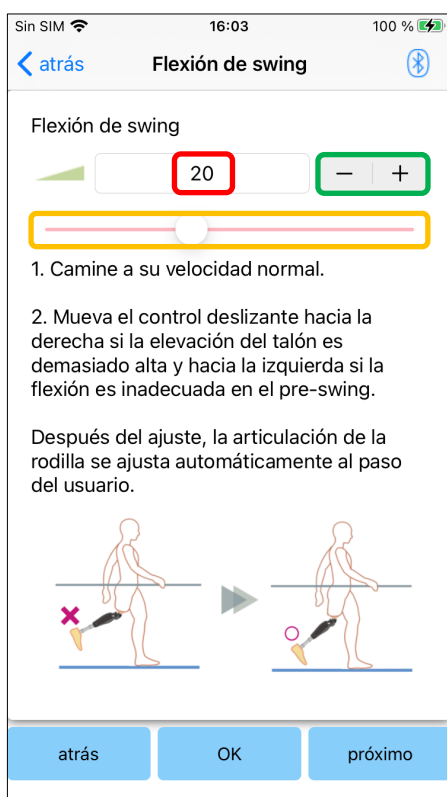 Sin SIM 16:03 100 %
atrás Flexión de swing
Flexión de swing
20 − +
1. Camine a su velocidad normal.
2. Mueva el control deslizante hacia la
derecha si la elevación del talón es
demasiado alta y hacia la izquierda si la
flexión es inadecuada en el pre-swing.
Después del ajuste, la articulación de la
rodilla se ajusta automáticamente al paso
del usuario.
atrás OK próximo